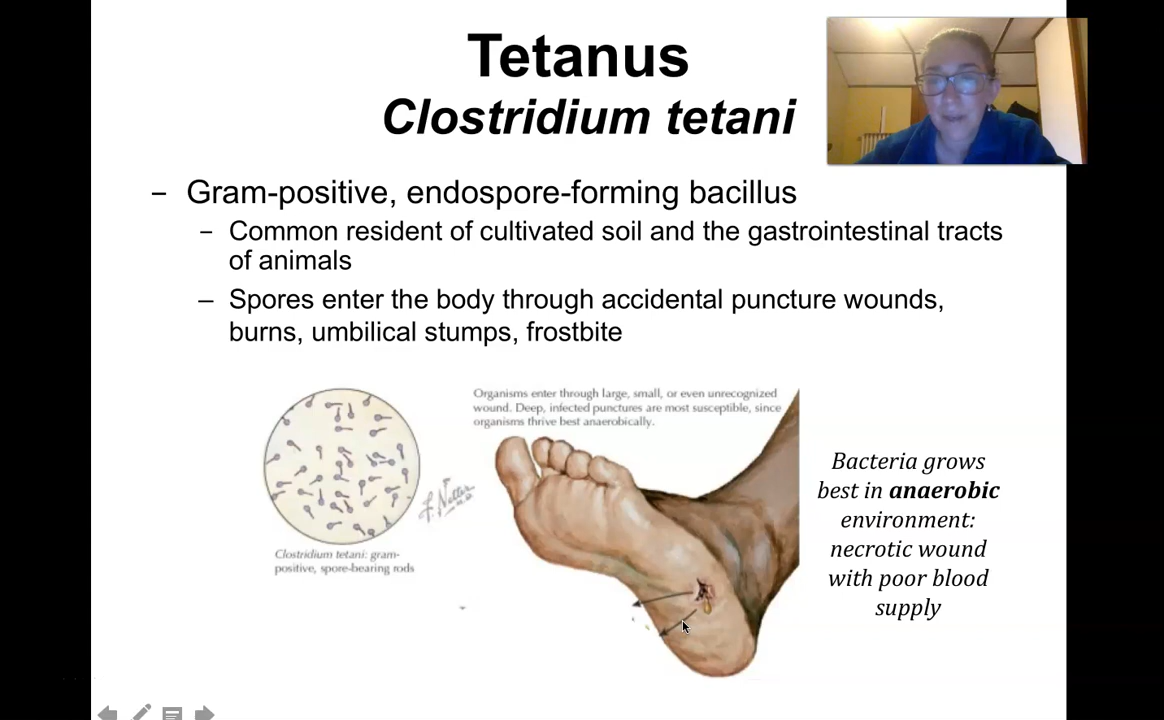 Tetanus
Clostridium tetani
– Gram-positive, endospore-forming bacillus
– Common resident of cultivated soil and the gastrointestinal tracts
of animals
– Spores enter the body through accidental puncture wounds,
burns, umbilical stumps, frostbite
Organisms enter through large, small, or even unrecognized
wound. Deep, infected punctures are most susceptible, since
organisms thrive best anaerobically.
F. Netter
M.D.
Clostridium tetani: gram-
positive, spore-bearing rods
Bacteria grows
best in anaerobic
environment:
necrotic wound
with poor blood
supply